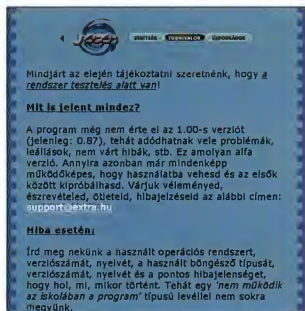 SEGÍTSÉG TUDNIVALÓK ÚJDONSÁGOK
Mindjárt az elején tájékoztatni szeretnénk, hogy a
rendszer tesztelés alatt van!
Mit is jelent mindez?
A program még nem érte el az 1.00-s verziót
(jelenleg: 0.87), tehát adódhatnak vele problémák,
leállások, nem várt hibák, stb. Ez amolyan alfa
verzió. Annyira azonban már mindenképp
működőképes, hogy használatba vehesd és az elsők
között kipróbálhasd. Várjuk véleményed,
észrevételed, ötleteid, hibajelzéseid az alábbi címen:
support@extra.hu
Hiba esetén:
Írd meg nekünk a használt operációs rendszert,
verziószámát, nyelvét, a használt böngésző típusát,
verziószámát, nyelvét és a pontos hibajelenséget,
hogy hol, mi, mikor történt. Tehát egy 'nem működik
az iskolában a program' típusú levéllel nem sokra
megyünk.